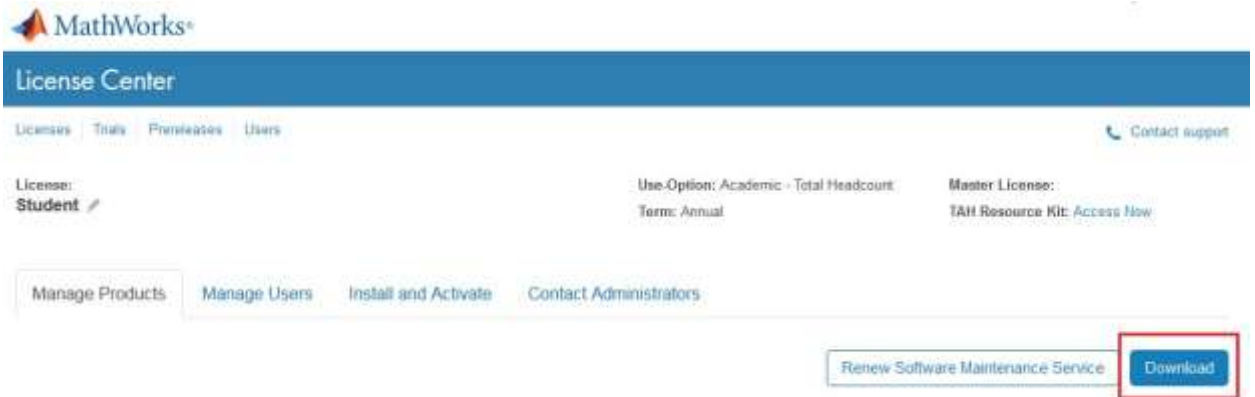 MathWorks®
License Center
Licenses Trials Prereleases Users Contact support
License: Use-Option: Academic - Total Headcount Master License:
Student Term: Annual TAH Resource Kit: Access Now
Manage Products Manage Users Install and Activate Contact Administrators
Renew Software Maintenance Service Download